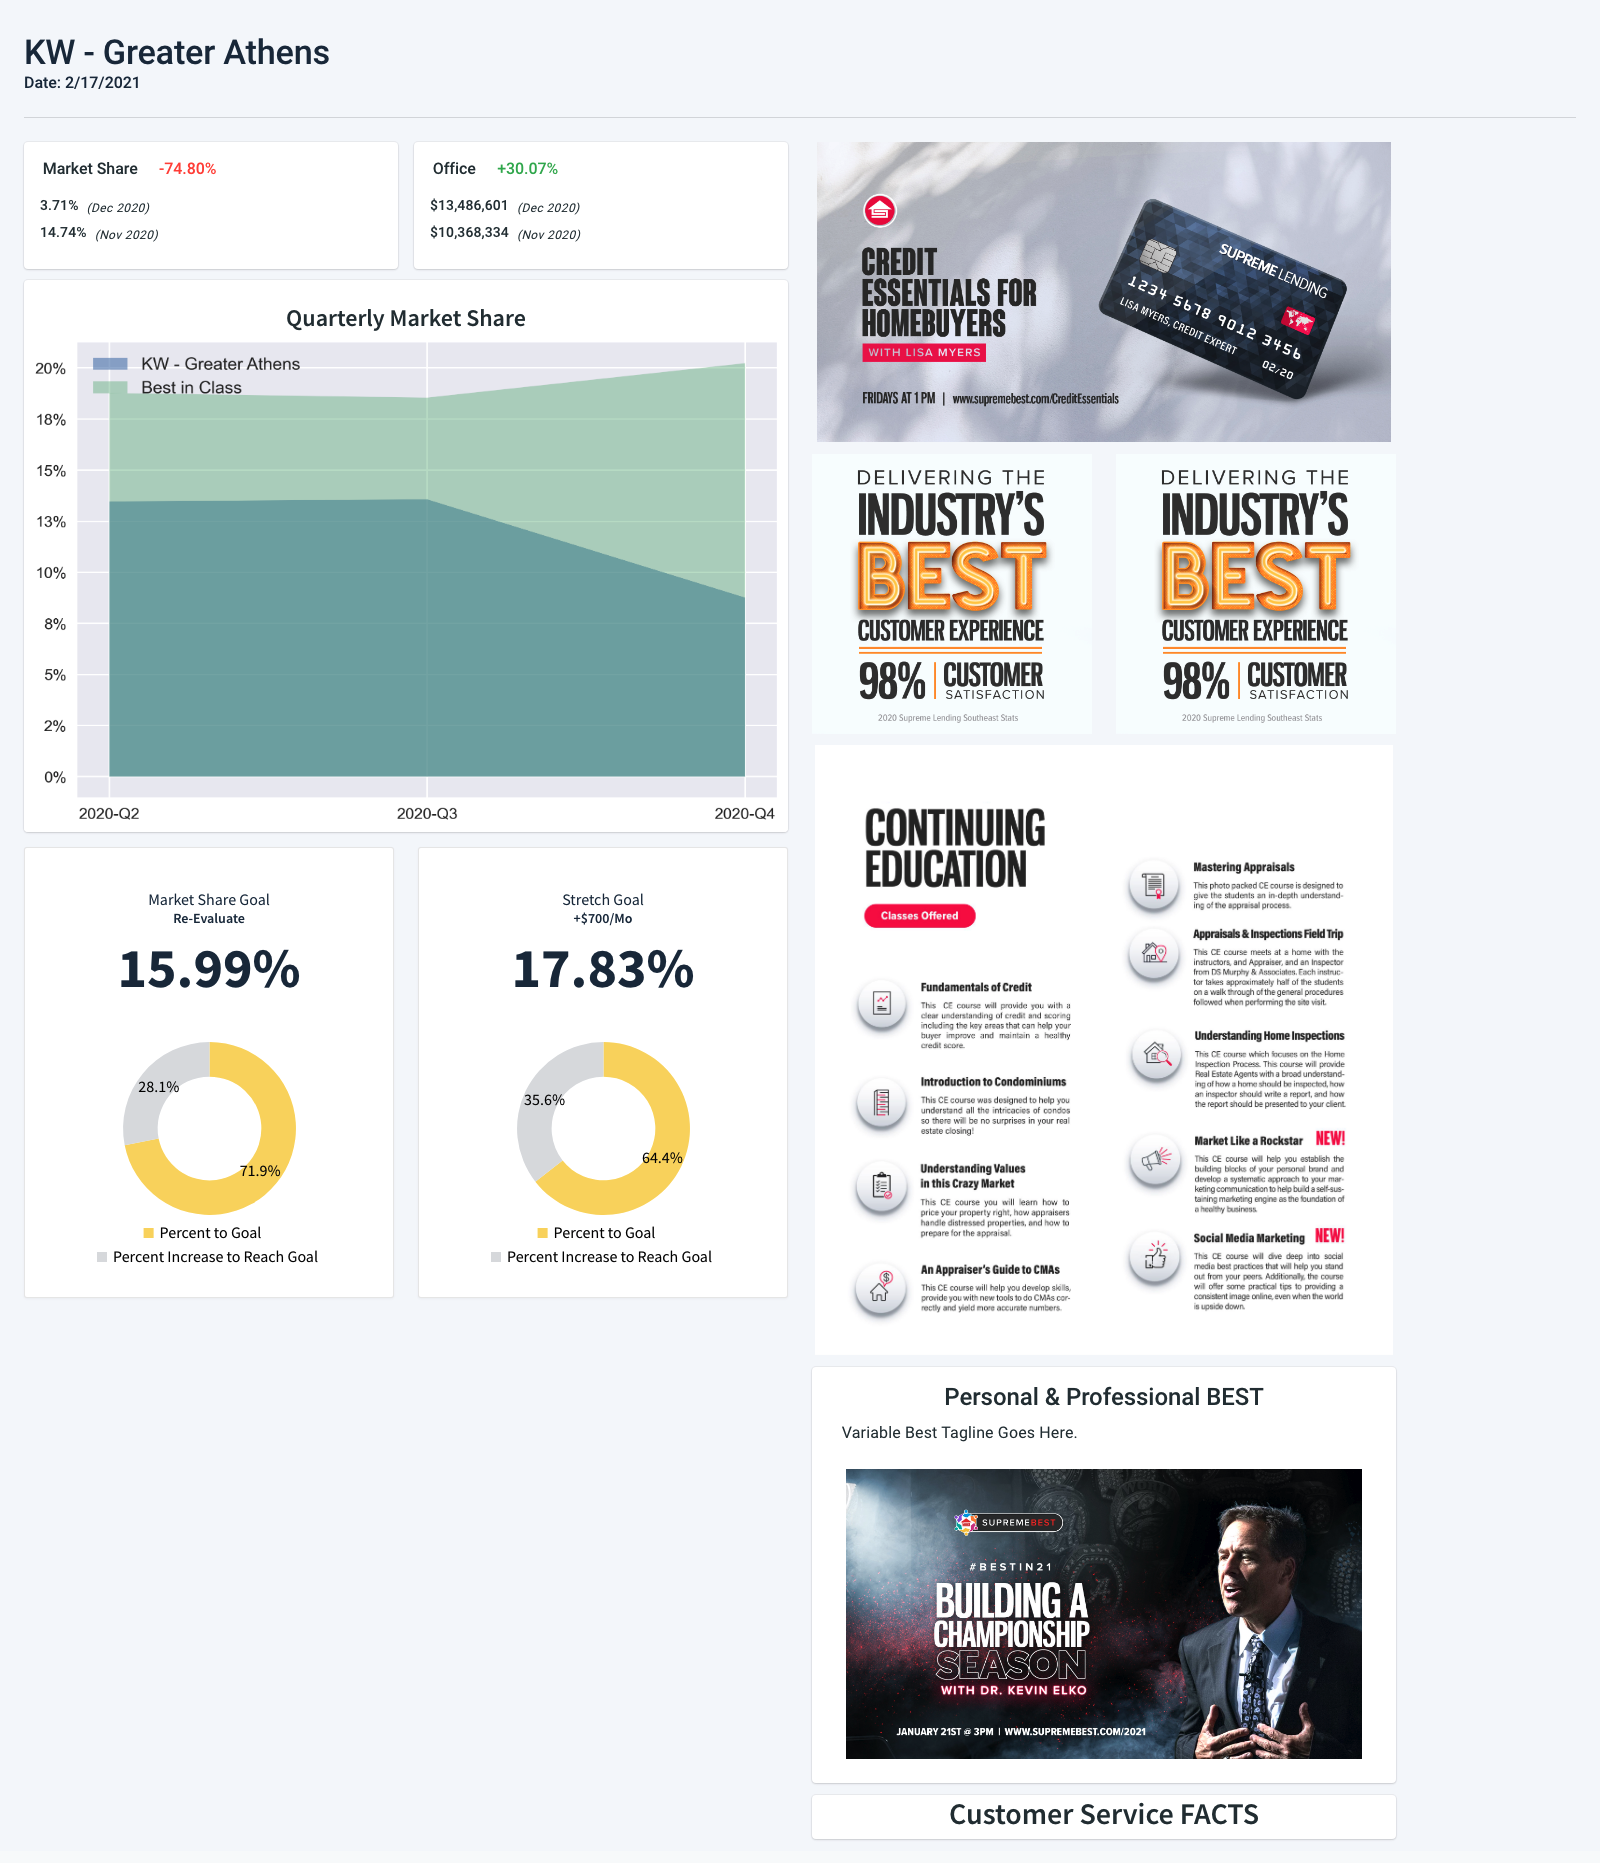 KW - Greater Athens
Date: 2/17/2021
Market Share -74.80%
3.71% (Dec 2020)
14.74% (Nov 2020)
Office +30.07%
$13,486,601 (Dec 2020)
$10,368,334 (Nov 2020)
Quarterly Market Share
KW - Greater Athens
Best in Class
20%
18%
15%
13%
10%
8%
5%
2%
0%
2020-Q2 2020-Q3 2020-Q4
Market Share Goal
Re-Evaluate
15.99%
28.1%
71.9%
Percent to Goal
Percent Increase to Reach Goal
Stretch Goal
+$700/Mo
17.83%
35.6%
64.4%
Percent to Goal
Percent Increase to Reach Goal
CREDIT
ESSENTIALS FOR
HOMEBUYERS
WITH LISA MYERS
FRIDAYS AT 1 PM | www.supremebest.com/CreditEssentials
SUPREME LENDING
1234 5678 9012 3456
LISA MYERS, CREDIT EXPERT
02/20
DELIVERING THE
INDUSTRY'S
BEST
CUSTOMER EXPERIENCE
98% CUSTOMER
SATISFACTION
2020 Supreme Lending Southeast Stats
DELIVERING THE
INDUSTRY'S
BEST
CUSTOMER EXPERIENCE
98% CUSTOMER
SATISFACTION
2020 Supreme Lending Southeast Stats
CONTINUING
EDUCATION
Classes Offered
Fundamentals of Credit
This CE course will provide you with a
clear understanding of credit and scoring
including the key areas that can help your
buyer improve and maintain a healthy
credit score.
Introduction to Condominiums
This CE course was designed to help you
understand all the intricacies of condos
so there will be no surprises in your real
estate closing!
Understanding Values
in this Crazy Market
This CE course you will learn how to
price your property right, how appraisers
handle distressed properties, and how to
prepare for the appraisal.
An Appraiser's Guide to CMAs
This CE course will help you develop skills,
provide you with new tools to do CMAs cor-
rectly and yield more accurate numbers.
Mastering Appraisals
This photo packed CE course is designed to
give the students an in-depth understand-
ing of the appraisal process.
Appraisals & Inspections Field Trip
This CE course meets at a home with the
instructors, and Appraiser, and an Inspector
from DS Murphy & Associates. Each instruc-
tor takes approximately half of the students
on a walk through of the general procedures
followed when performing the site visit.
Understanding Home Inspections
This CE course which focuses on the Home
Inspection Process. This course will provide
Real Estate Agents with a broad understand-
ing of how a home should be inspected, how
an inspector should write a report, and how
the report should be presented to your client.
Market Like a Rockstar NEW!
This CE course will help you establish the
building blocks of your personal brand and
develop a systematic approach to your mar-
keting communication to help build a self-sus-
taining marketing engine as the foundation of
a healthy business.
Social Media Marketing NEW!
This CE course will dive deep into social
media best practices that will help you stand
out from your peers. Additionally, the course
will offer some practical tips to providing a
consistent image online, even when the world
is upside down.
Personal & Professional BEST
Variable Best Tagline Goes Here.
SUPREMEBEST
#BESTIN21
BUILDING A
CHAMPIONSHIP
SEASON
WITH DR. KEVIN ELKO
JANUARY 21ST @ 3PM | WWW.SUPREMEBEST.COM/2021
Customer Service FACTS